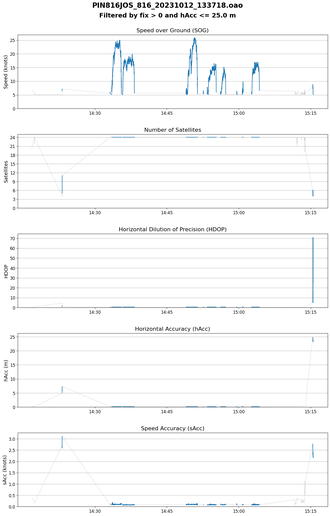 PIN816JOS_816_20231012_133718.oao
Filtered by fix > 0 and hAcc <= 25.0 m
Speed over Ground (SOG)
Speed (knots)
25
20
15
10
5
0
14:30 14:45 15:00 15:15
Number of Satellites
Satellites
24
21
18
15
12
9
6
3
0
14:30 14:45 15:00 15:15
Horizontal Dilution of Precision (HDOP)
HDOP
70
60
50
40
30
20
10
0
14:30 14:45 15:00 15:15
Horizontal Accuracy (hAcc)
hAcc (m)
25
20
15
10
5
0
14:30 14:45 15:00 15:15
Speed Accuracy (sAcc)
sAcc (knots)
3.0
2.5
2.0
1.5
1.0
0.5
0.0
14:30 14:45 15:00 15:15